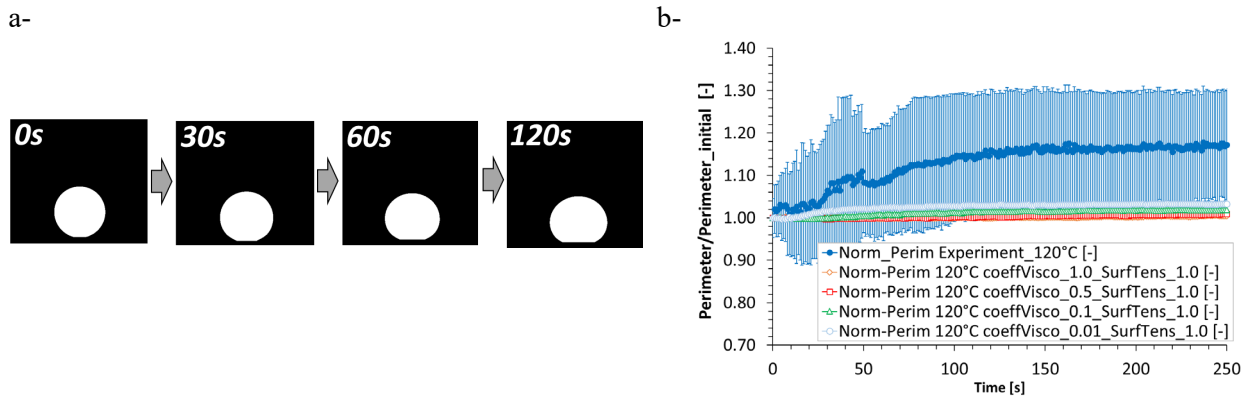 a-
0s
30s
60s
120s
b-
Perimeter/Perimeter_initial [-]
1.40
1.30
1.20
1.10
1.00
0.90
0.80
0.70
Norm_Perim Experiment_120°C [-]
Norm-Perim 120°C coeffVisco_1.0_SurfTens_1.0 [-]
Norm-Perim 120°C coeffVisco_0.5_SurfTens_1.0 [-]
Norm-Perim 120°C coeffVisco_0.1_SurfTens_1.0 [-]
Norm-Perim 120°C coeffVisco_0.01_SurfTens_1.0 [-]
0 50 100 150 200 250
Time [s]